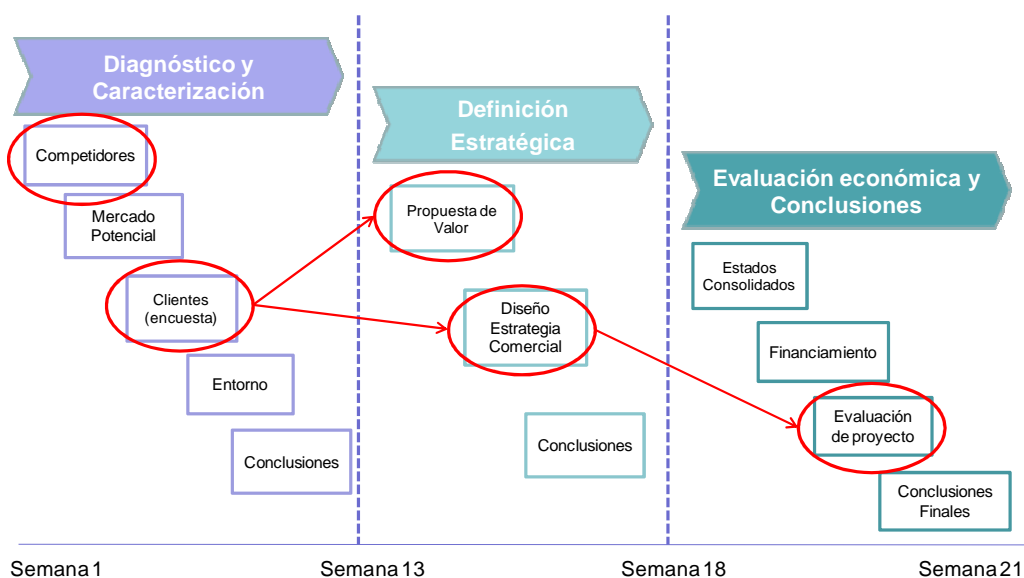 Diagnóstico y
Caracterización
Competidores
Mercado
Potencial
Clientes
(encuesta)
Entorno
Conclusiones
Definición
Estratégica
Propuesta de
Valor
Diseño
Estrategia
Comercial
Conclusiones
Evaluación económica y
Conclusiones
Estados
Consolidados
Financiamiento
Evaluación
de proyecto
Conclusiones
Finales
Semana 1
Semana 13
Semana 18
Semana 21